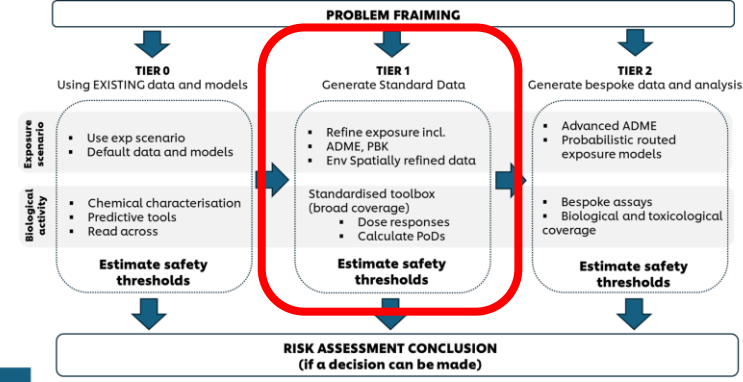 PROBLEM FRAIMING
TIER 0
Using EXISTING data and models
TIER 1
Generate Standard Data
TIER 2
Generate bespoke data and analysis
Exposure
scenario
▪ Use exp scenario
▪ Default data and models
▪ Refine exposure incl.
▪ ADME, PBK
▪ Env Spatially refined data
▪ Advanced ADME
▪ Probabilistic routed
exposure models
Biological
activity
▪ Chemical characterisation
▪ Predictive tools
▪ Read across
Standardised toolbox
(broad coverage)
▪ Dose responses
▪ Calculate PoDs
▪ Bespoke assays
▪ Biological and toxicological
coverage
Estimate safety
thresholds
Estimate safety
thresholds
Estimate safety
thresholds
RISK ASSESSMENT CONCLUSION
(if a decision can be made)